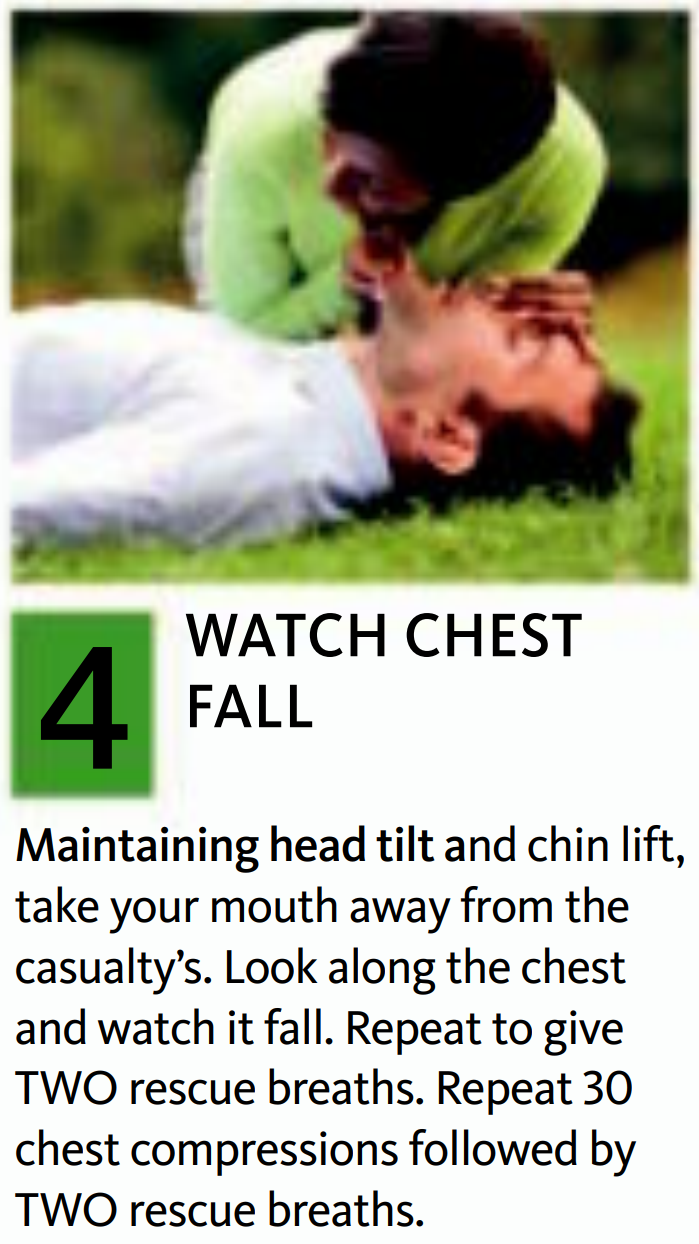 4
WATCH CHEST
FALL
Maintaining head tilt and chin lift,
take your mouth away from the
casualty’s. Look along the chest
and watch it fall. Repeat to give
TWO rescue breaths. Repeat 30
chest compressions followed by
TWO rescue breaths.